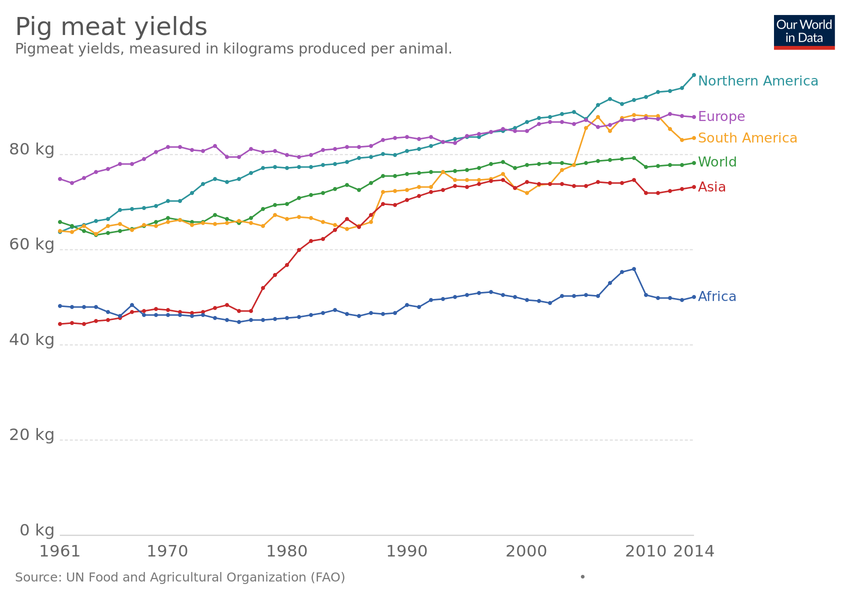 Pig meat yields
Our World
in Data
Pigmeat yields, measured in kilograms produced per animal.
Northern America
Europe
South America
World
Asia
Africa
80 kg
60 kg
40 kg
20 kg
0 kg
1961 1970 1980 1990 2000 2010 2014
Source: UN Food and Agricultural Organization (FAO)